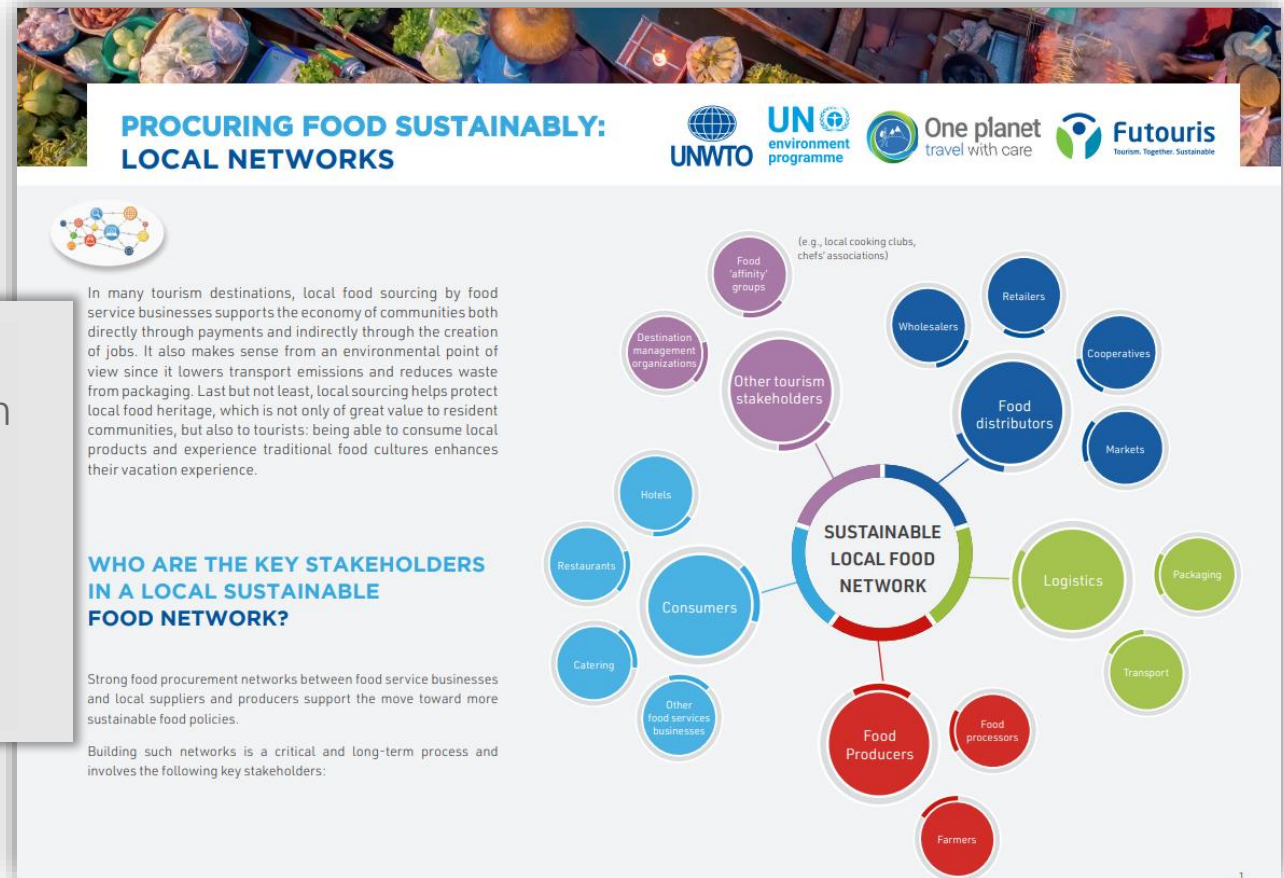 PROCURING FOOD SUSTAINABLY:
LOCAL NETWORKS
UNWTO
UN
environment
programme
One planet
travel with care
Futouris
Tourism. Together. Sustainable
In many tourism destinations, local food sourcing by food
service businesses supports the economy of communities both
directly through payments and indirectly through the creation
of jobs. It also makes sense from an environmental point of
view since it lowers transport emissions and reduces waste
from packaging. Last but not least, local sourcing helps protect
local food heritage, which is not only of great value to resident
communities, but also to tourists: being able to consume local
products and experience traditional food cultures enhances
their vacation experience.
WHO ARE THE KEY STAKEHOLDERS
IN A LOCAL SUSTAINABLE
FOOD NETWORK?
Strong food procurement networks between food service businesses
and local suppliers and producers support the move toward more
sustainable food policies.
Building such networks is a critical and long-term process and
involves the following key stakeholders:
SUSTAINABLE
LOCAL FOOD
NETWORK
Other tourism
stakeholders
Food
'affinity'
groups
(e.g., local cooking clubs,
chefs' associations)
Destination
management
organizations
Food
distributors
Wholesalers
Retailers
Cooperatives
Markets
Logistics
Packaging
Transport
Food
Producers
Food
processors
Farmers
Consumers
Hotels
Restaurants
Catering
Other
food services
businesses
1